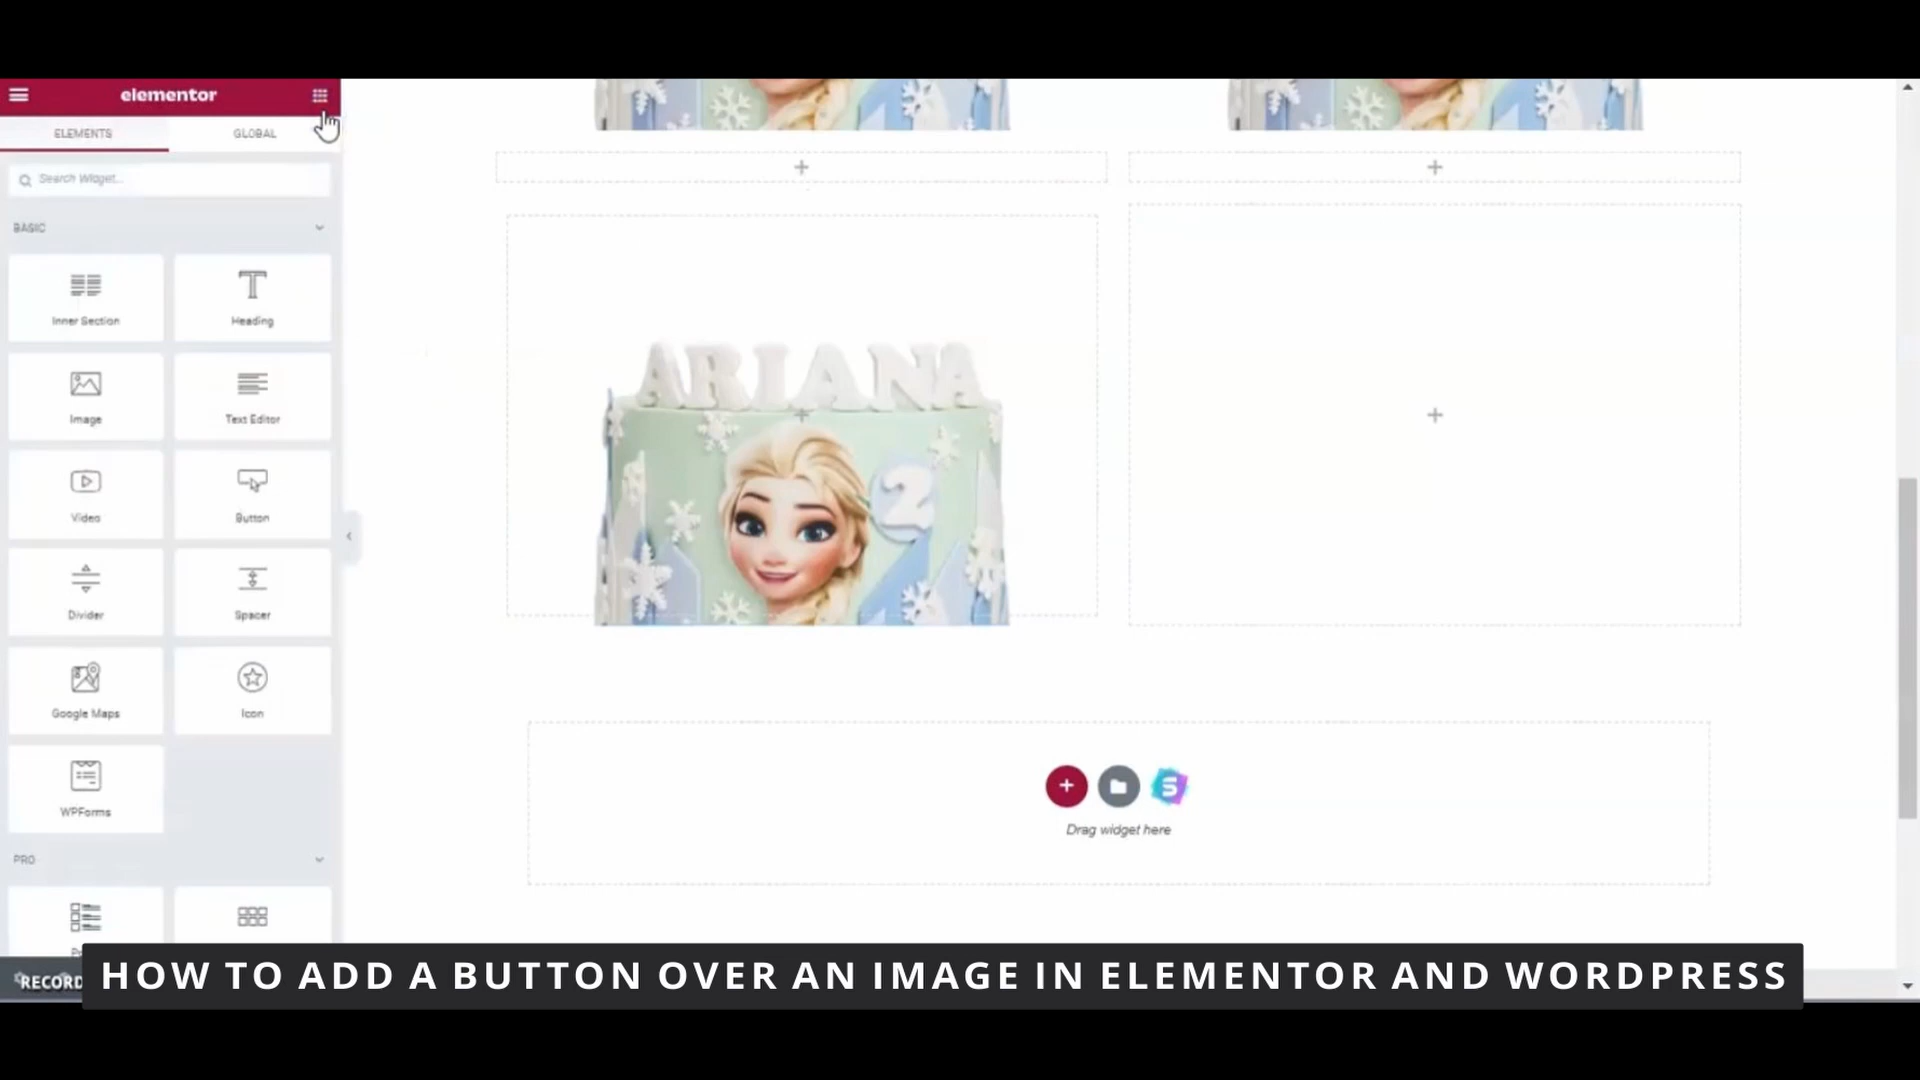 elementor
ELEMENTS
GLOBAL
Search Widget...
BASIC
Inner Section
Heading
Image
Text Editor
Video
Button
Divider
Spacer
Google Maps
Icon
WPForms
PRO
ARIANA
2
Drag widget here
RECORD
HOW TO ADD A BUTTON OVER AN IMAGE IN ELEMENTOR AND WORDPRESS